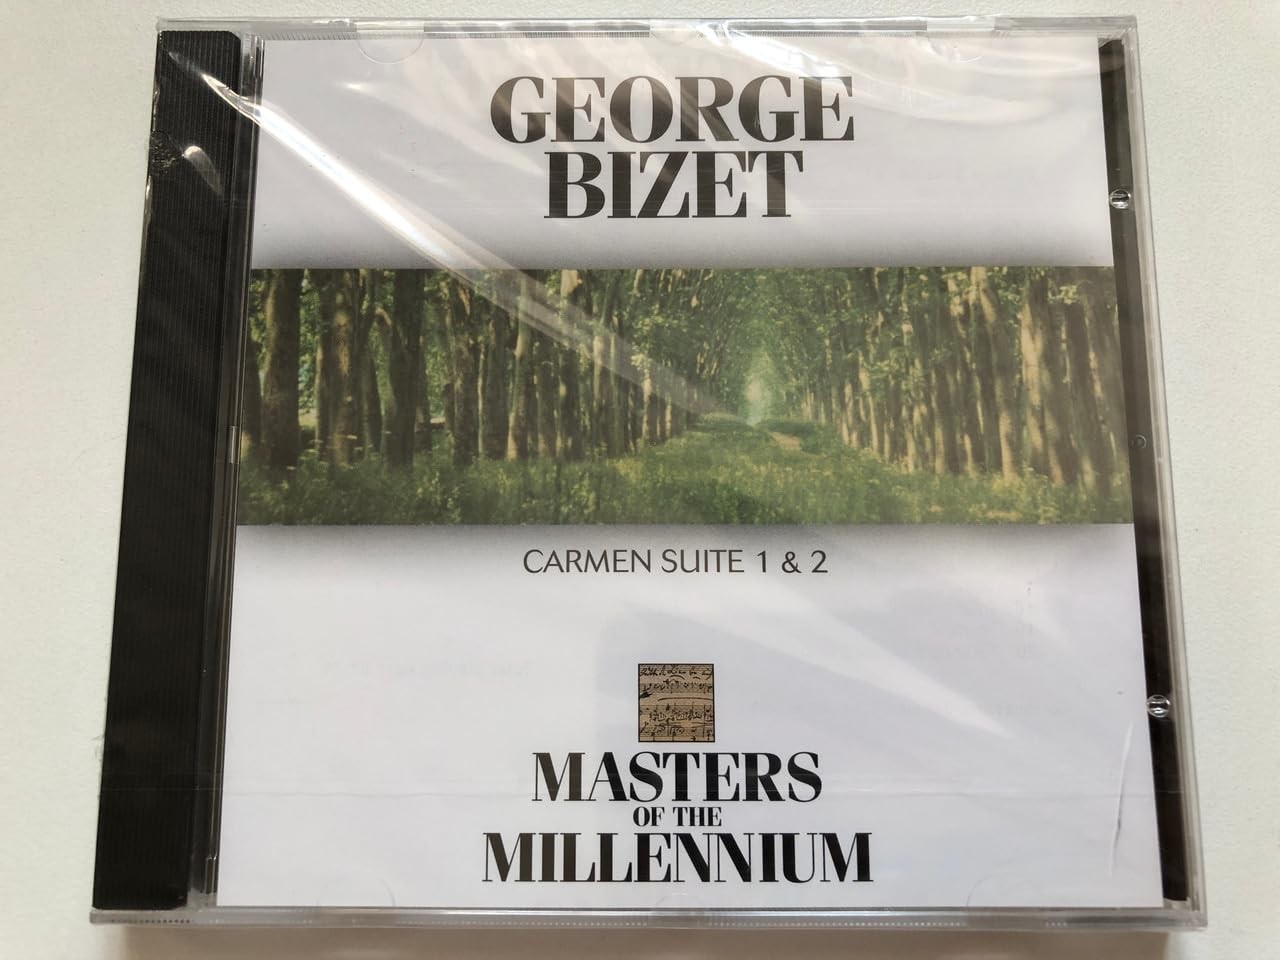 GEORGE
BIZET
CARMEN SUITE 1 & 2
MASTERS
OF THE
MILLENNIUM